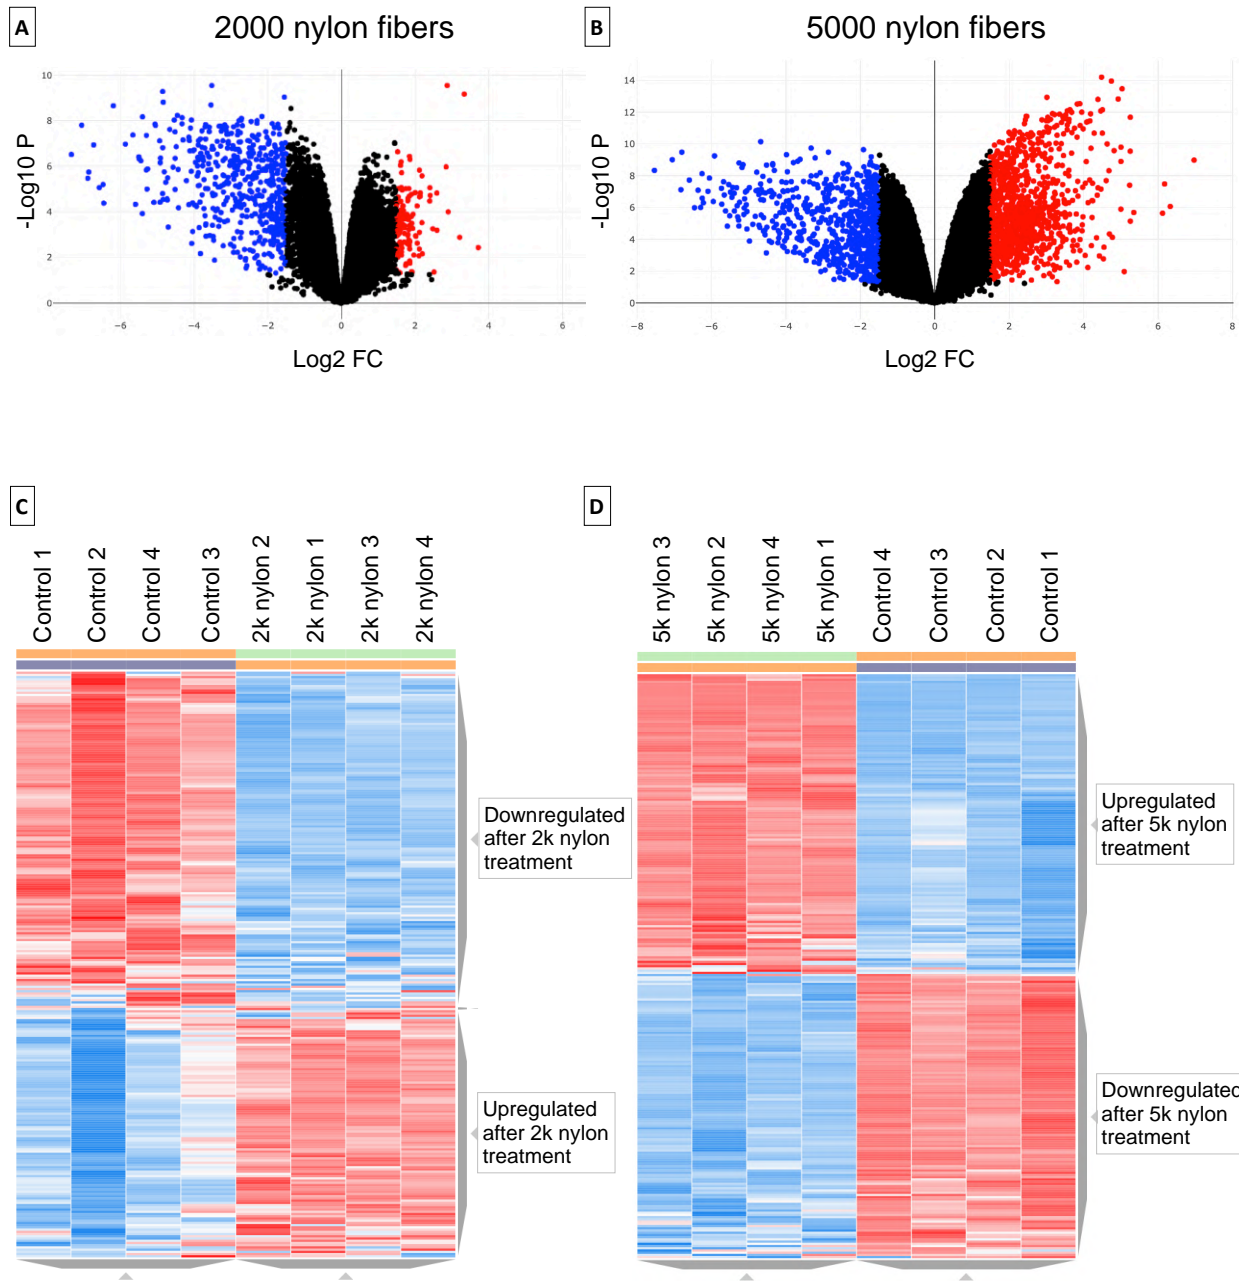 A
2000 nylon fibers
B
5000 nylon fibers
10
8
6
4
2
0
-Log10 P
−6
−4
−2
0
2
4
6
Log2 FC
14
12
10
8
6
4
2
0
-Log10 P
−8
−6
−4
−2
0
2
4
6
8
Log2 FC
C
Control 1
Control 2
Control 4
Control 3
2k nylon 2
2k nylon 1
2k nylon 3
2k nylon 4
Downregulated
after 2k nylon
treatment
Upregulated
after 2k nylon
treatment
D
5k nylon 3
5k nylon 2
5k nylon 4
5k nylon 1
Control 4
Control 3
Control 2
Control 1
Upregulated
after 5k nylon
treatment
Downregulated
after 5k nylon
treatment